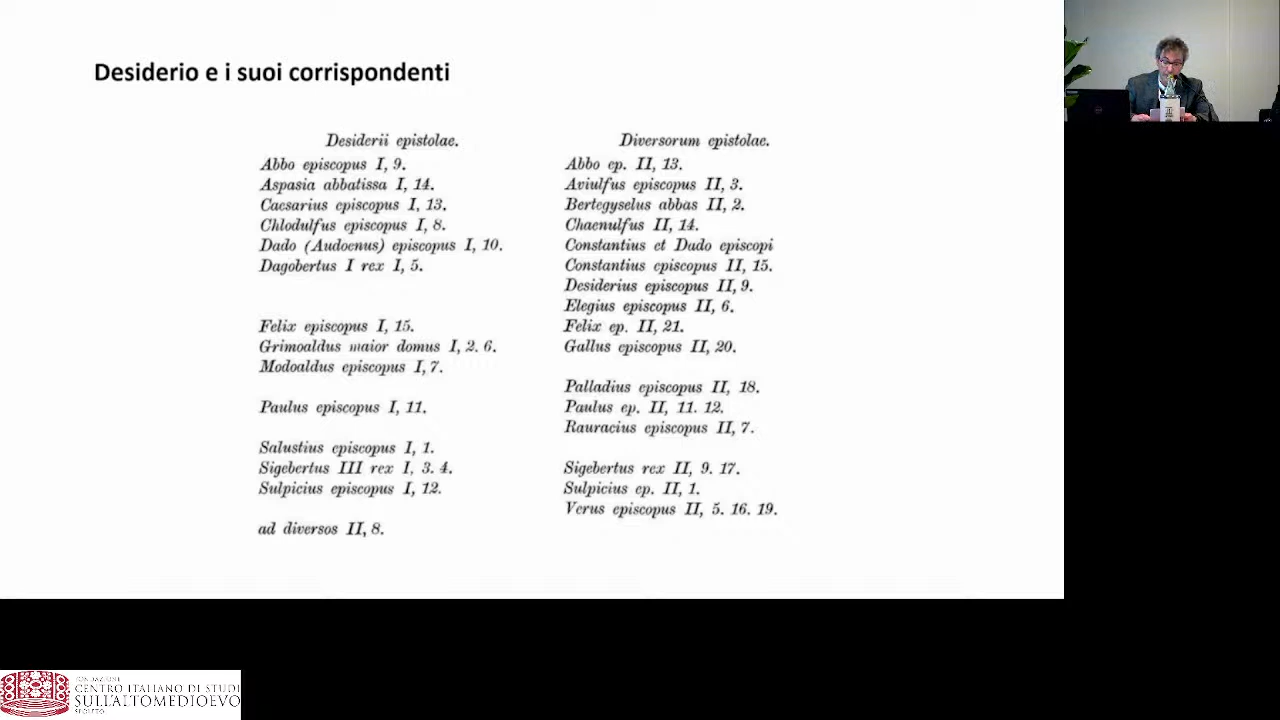 Desiderio e i suoi corrispondenti
Desiderii epistolae.
Abbo episcopus I, 9.
Aspasia abbatissa I, 14.
Caesarius episcopus I, 13.
Chlodulfus episcopus I, 8.
Dado (Audoenus) episcopus I, 10.
Dagobertus I rex I, 5.
Felix episcopus I, 15.
Grimoaldus maior domus I, 2. 6.
Modoaldus episcopus I, 7.
Paulus episcopus I, 11.
Salustius episcopus I, 1.
Sigebertus III rex I, 3. 4.
Sulpicius episcopus I, 12.
ad diversos II, 8.
Diversorum epistolae.
Abbo ep. II, 13.
Aviulfus episcopus II, 3.
Bertegyselus abbas II, 2.
Chaenulfus II, 14.
Constantius et Dado episcopi
Constantius episcopus II, 15.
Desiderius episcopus II, 9.
Elegius episcopus II, 6.
Felix ep. II, 21.
Gallus episcopus II, 20.
Palladius episcopus II, 18.
Paulus ep. II, 11. 12.
Rauracius episcopus II, 7.
Sigebertus rex II, 9. 17.
Sulpicius ep. II, 1.
Verus episcopus II, 5. 16. 19.
FONDAZIONE
CENTRO ITALIANO DI STUDI
SULL'ALTOMEDIOEVO
SPOLETO